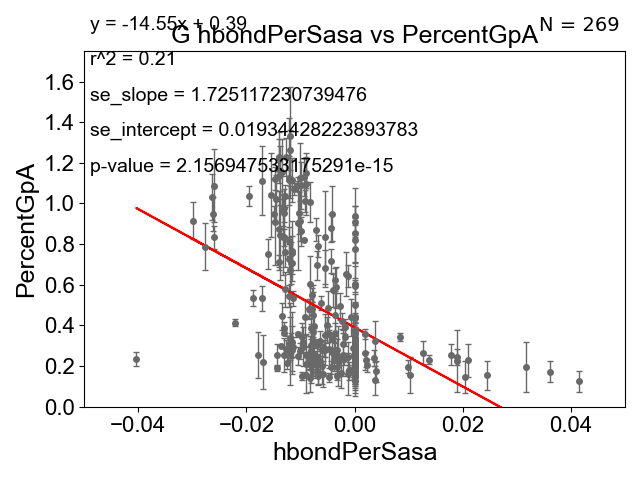 y = -14.55x + 0.39
N = 269
G hbondPerSasa vs PercentGpA
r^2 = 0.21
se_slope = 1.725117230739476
se_intercept = 0.01934428223893783
p-value = 2.156947533175291e-15
PercentGpA
1.6
1.4
1.2
1.0
0.8
0.6
0.4
0.2
0.0
−0.04 −0.02 0.00 0.02 0.04
hbondPerSasa